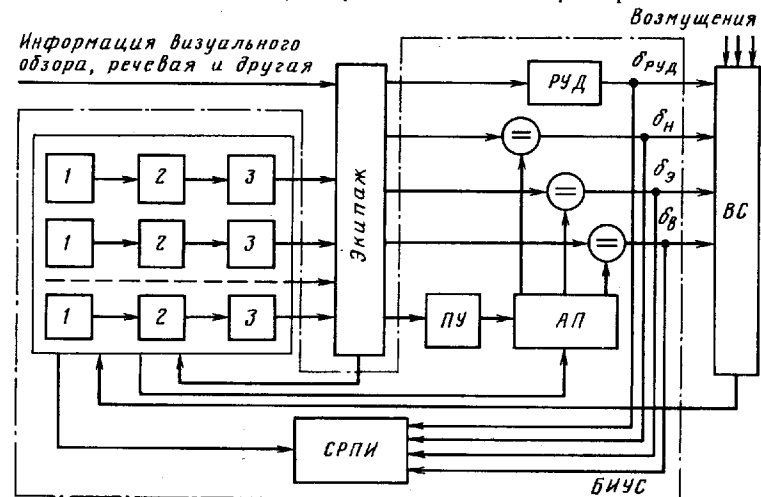 Возмущения
Информация визуального
обзора, речевая и другая
Экипаж
РУД
δРУД
δн
δэ
δв
ВС
1 2 3
1 2 3
1 2 3
=
=
=
ПУ
АП
СРПИ
БИУС